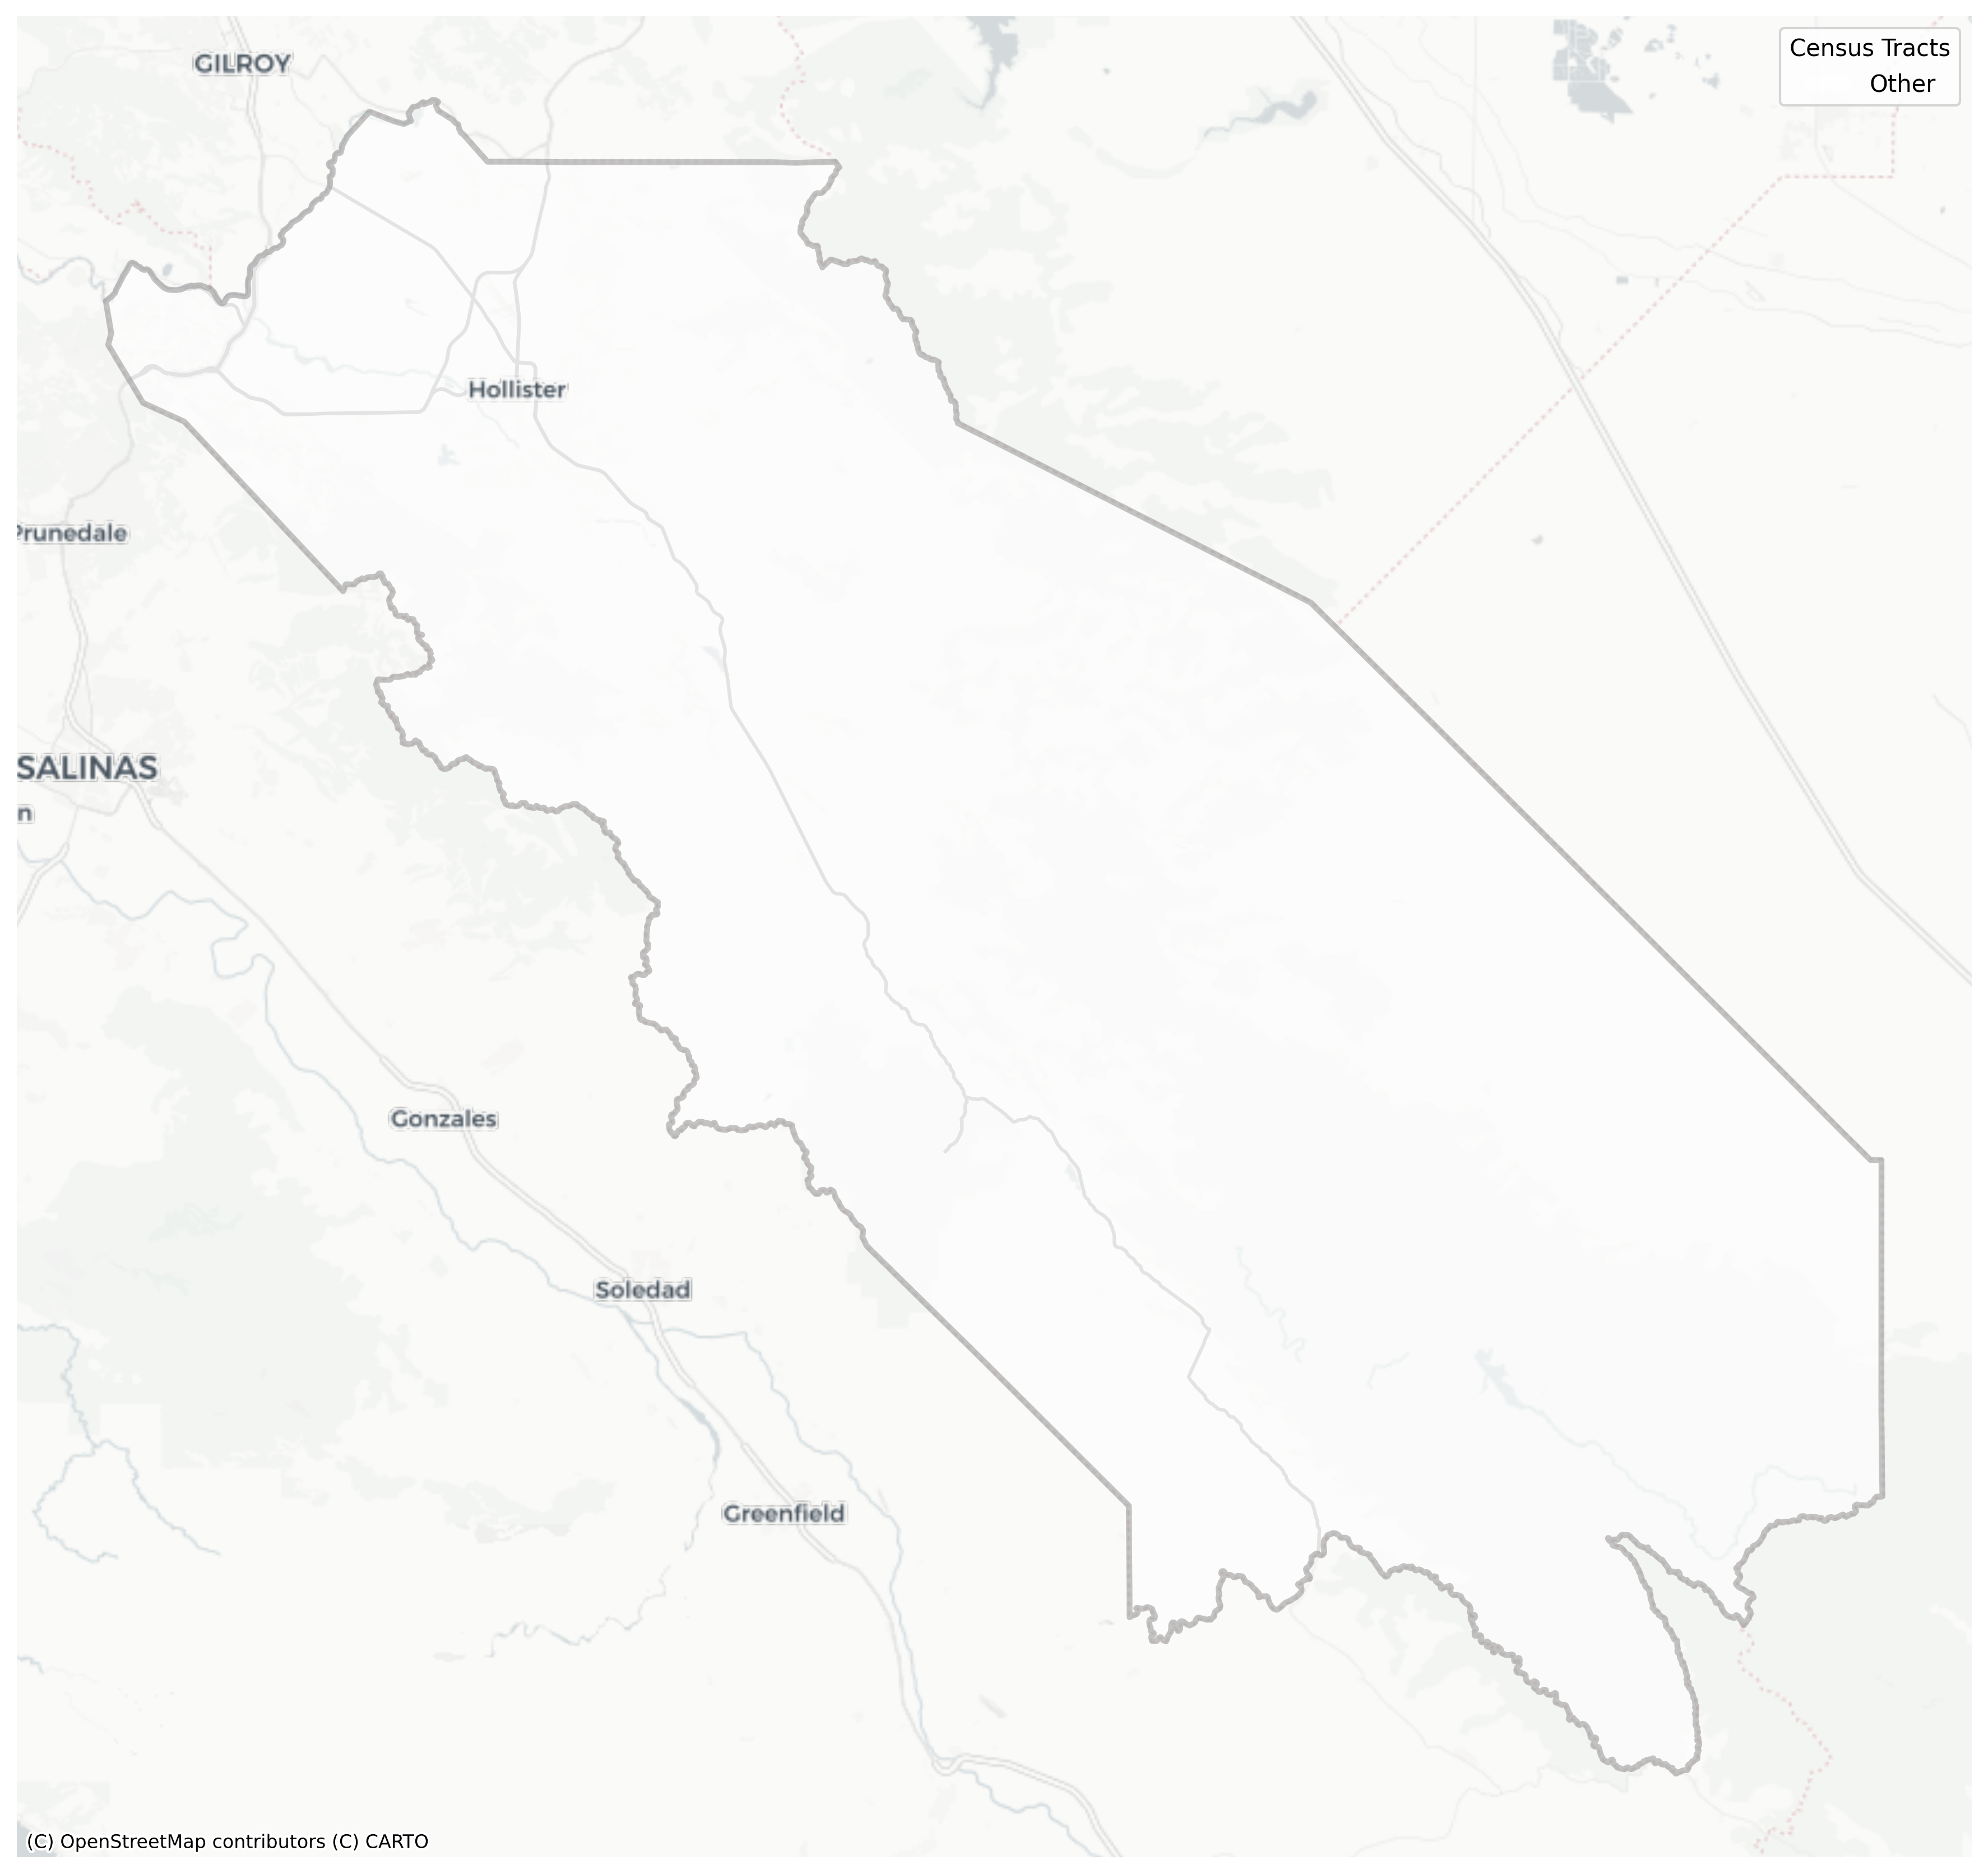 GILROY
Census Tracts
Other
Hollister
Prunedale
SALINAS
n
Gonzales
Soledad
Greenfield
(C) OpenStreetMap contributors (C) CARTO